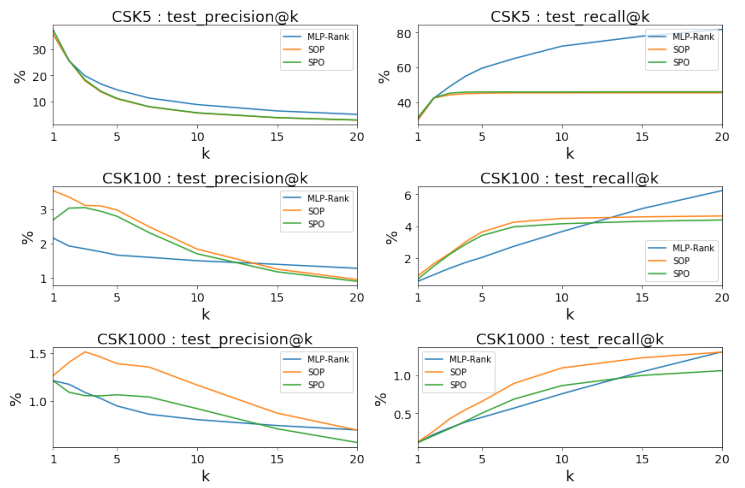 CSK5 : test_precision@k
%
30
20
10
MLP-Rank
SOP
SPO
1
5
10
15
20
k
CSK5 : test_recall@k
%
80
60
40
MLP-Rank
SOP
SPO
1
5
10
15
20
k
CSK100 : test_precision@k
%
3
2
1
MLP-Rank
SOP
SPO
1
5
10
15
20
k
CSK100 : test_recall@k
%
6
4
2
MLP-Rank
SOP
SPO
1
5
10
15
20
k
CSK1000 : test_precision@k
%
1.5
1.0
MLP-Rank
SOP
SPO
1
5
10
15
20
k
CSK1000 : test_recall@k
%
1.0
0.5
MLP-Rank
SOP
SPO
1
5
10
15
20
k